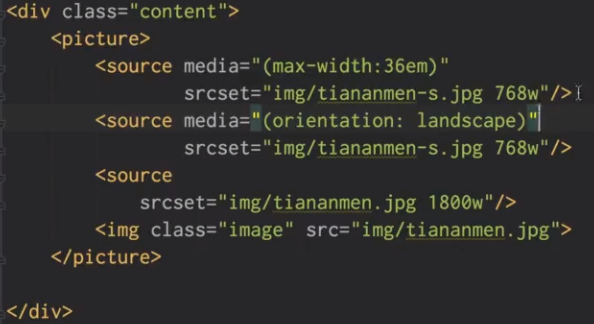 <div class="content">
<picture>
<source media="(max-width:36em)"
srcset="img/tiananmen-s.jpg 768w"/>
<source media="(orientation: landscape)"
srcset="img/tiananmen-s.jpg 768w"/>
<source
srcset="img/tiananmen.jpg 1800w"/>
<img class="image" src="img/tiananmen.jpg">
</picture>
</div>